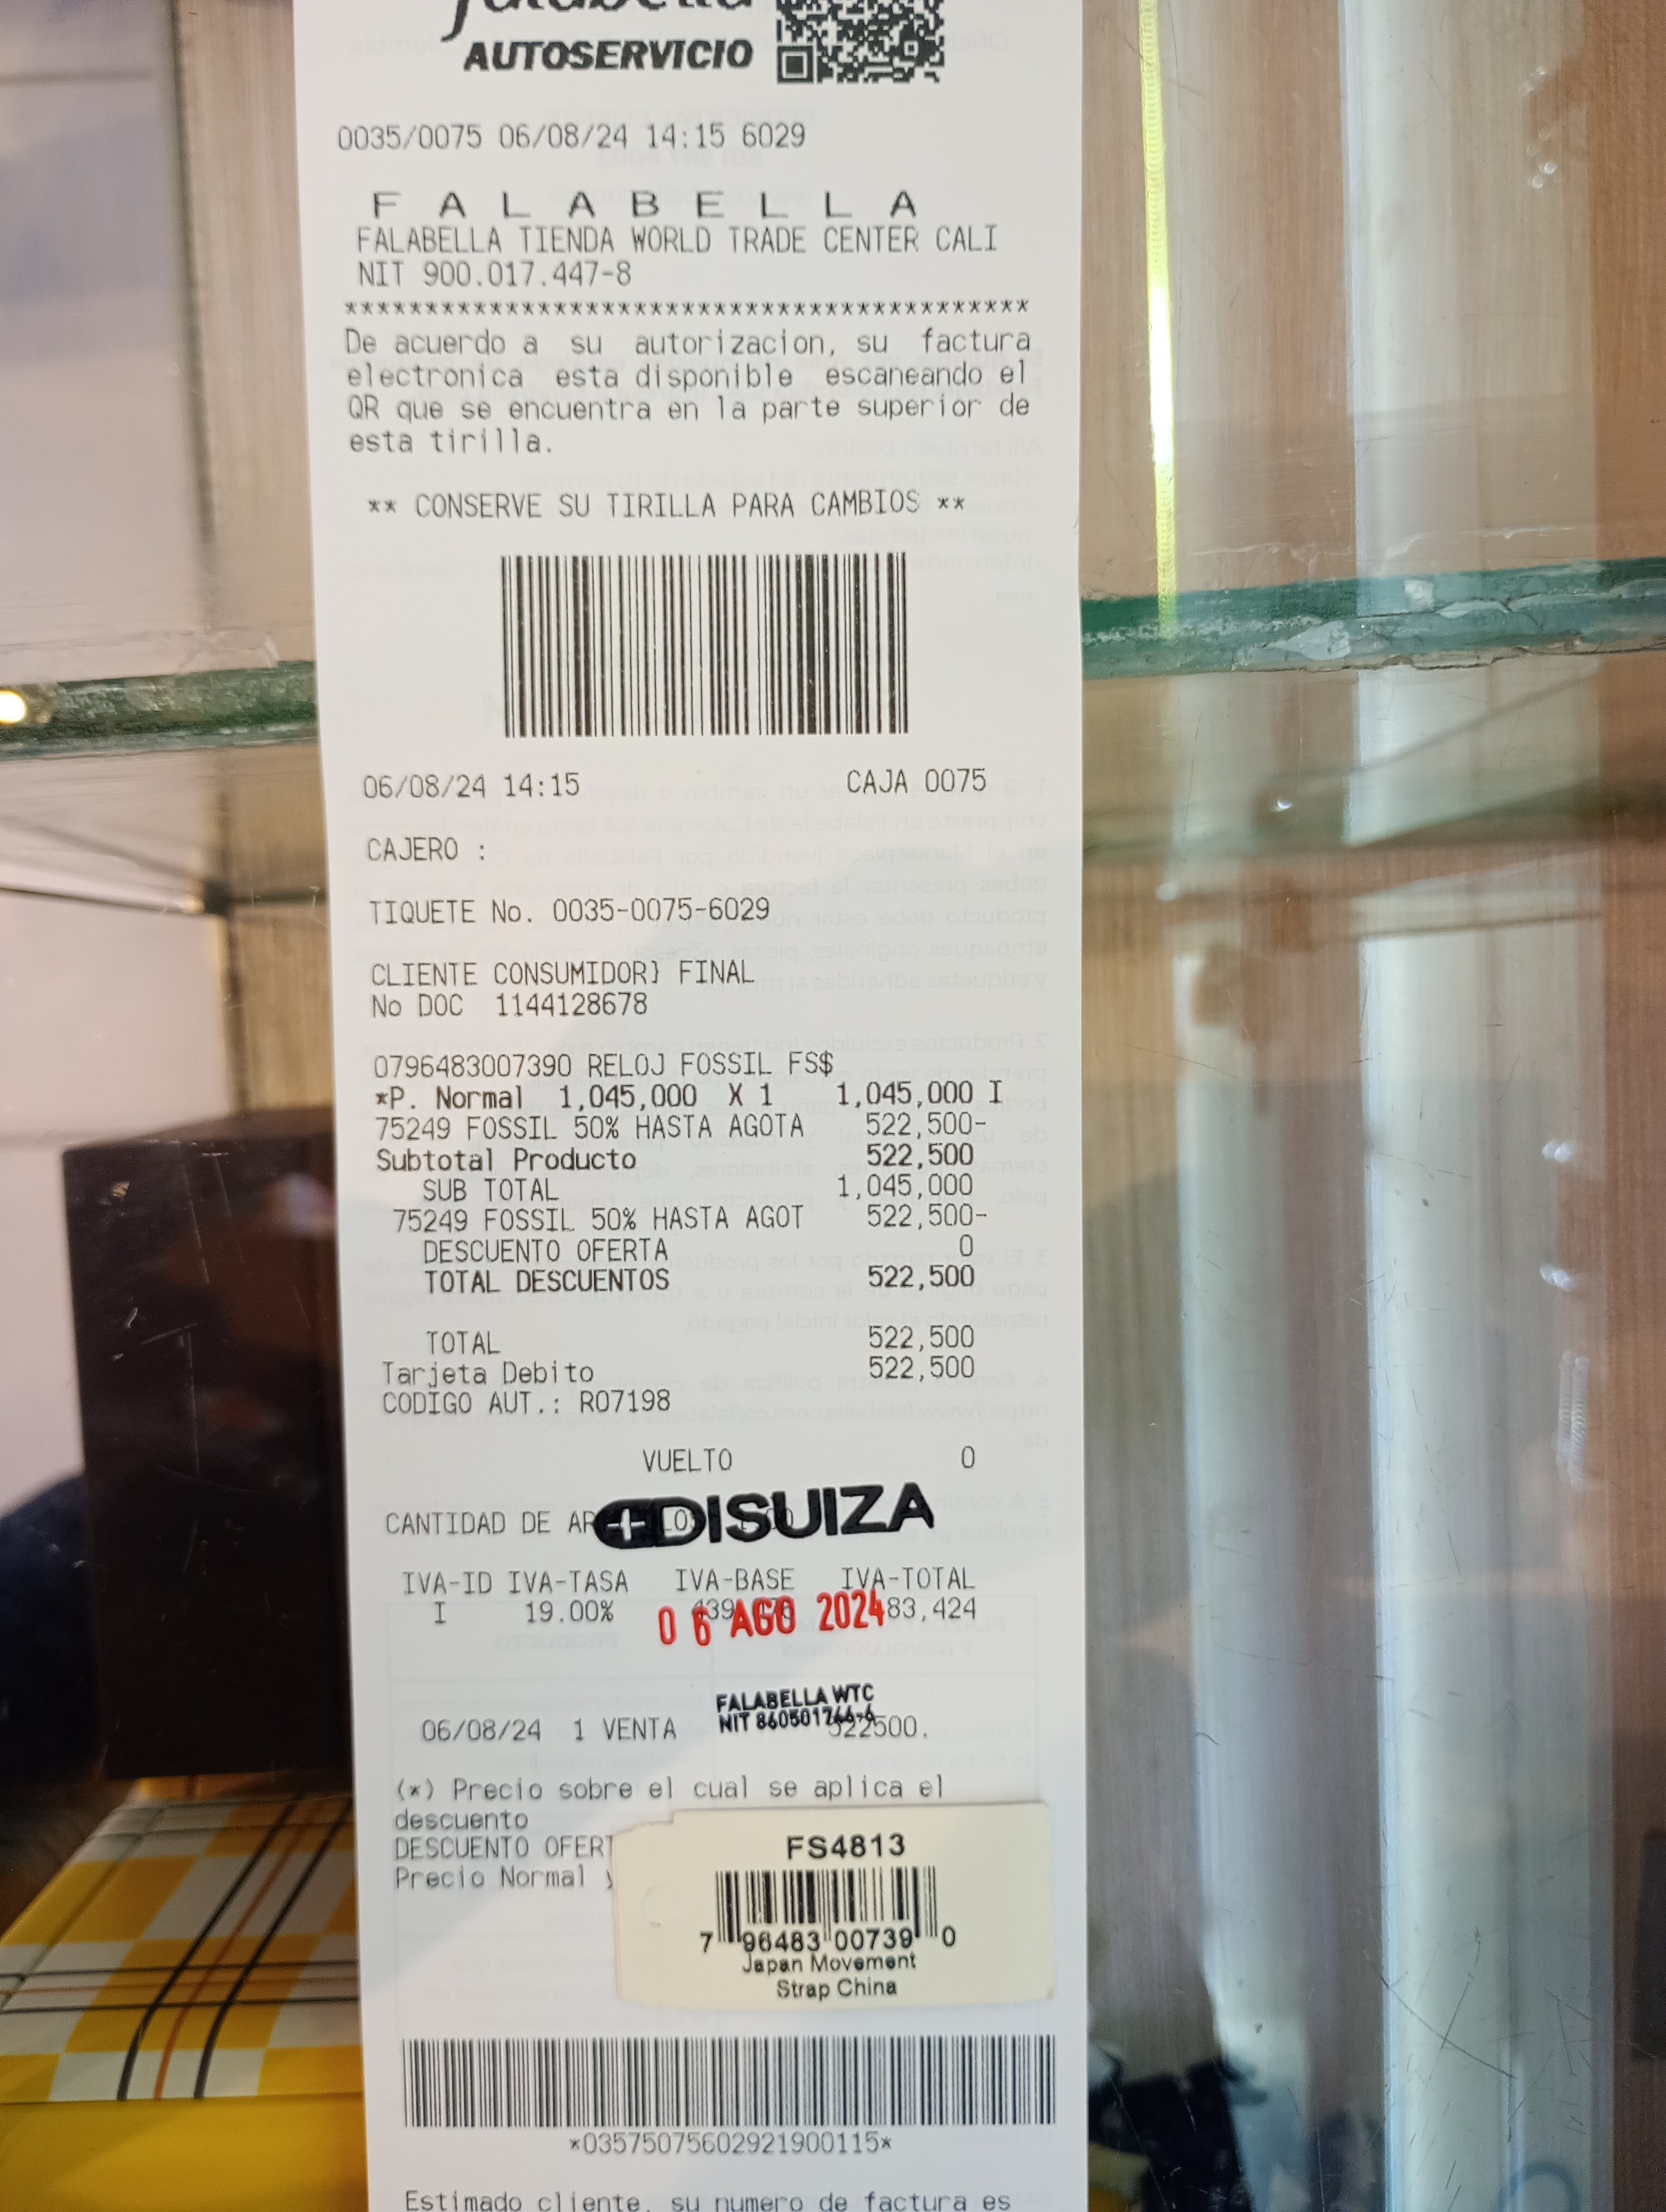 falabella
AUTOSERVICIO
0035/0075 06/08/24 14:15 6029
F A L A B E L L A
FALABELLA TIENDA WORLD TRADE CENTER CALI
NIT 900.017.447-8
******************************************
De acuerdo a su autorizacion, su factura
electronica esta disponible escaneando el
QR que se encuentra en la parte superior de
esta tirilla.
** CONSERVE SU TIRILLA PARA CAMBIOS **
06/08/24 14:15 CAJA 0075
CAJERO :
TIQUETE No. 0035-0075-6029
CLIENTE CONSUMIDOR} FINAL
No DOC 1144128678
0796483007390 RELOJ FOSSIL FS$
*P. Normal 1,045,000 X 1 1,045,000 I
75249 FOSSIL 50% HASTA AGOTA 522,500-
Subtotal Producto 522,500
SUB TOTAL 1,045,000
75249 FOSSIL 50% HASTA AGOT 522,500-
DESCUENTO OFERTA 0
TOTAL DESCUENTOS 522,500
TOTAL 522,500
Tarjeta Debito 522,500
CODIGO AUT.: R07198
VUELTO 0
CANTIDAD DE
DISUIZA
IVA-ID IVA-TASA IVA-BASE IVA-TOTAL
I 19.00% 83,424
06 AGO 2024
FALABELLA WTC
NIT 860501744-6
06/08/24 1 VENTA 522500.
(*) Precio sobre el cual se aplica el
descuento
DESCUENTO
Precio Normal y
FS4813
7 96483 00739 0
Japan Movement
Strap China
*03575075602921900115*
Estimado cliente, su numero de factura es